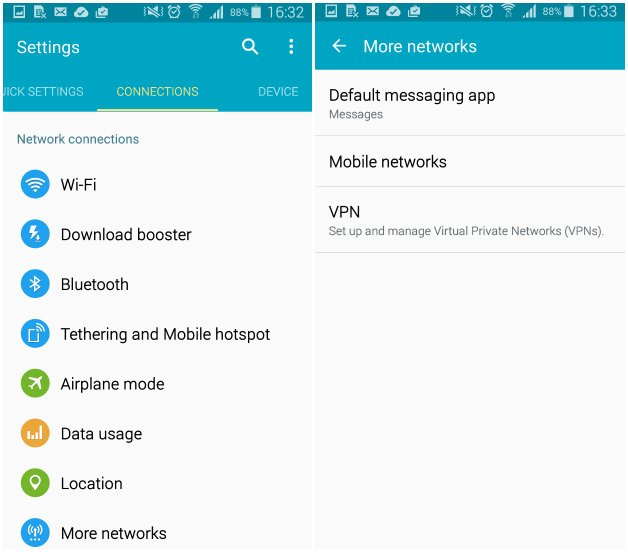 88% 16:32
Settings
UICK SETTINGS CONNECTIONS DEVICE
Network connections
Wi-Fi
Download booster
Bluetooth
Tethering and Mobile hotspot
Airplane mode
Data usage
Location
More networks
88% 16:33
More networks
Default messaging app
Messages
Mobile networks
VPN
Set up and manage Virtual Private Networks (VPNs).